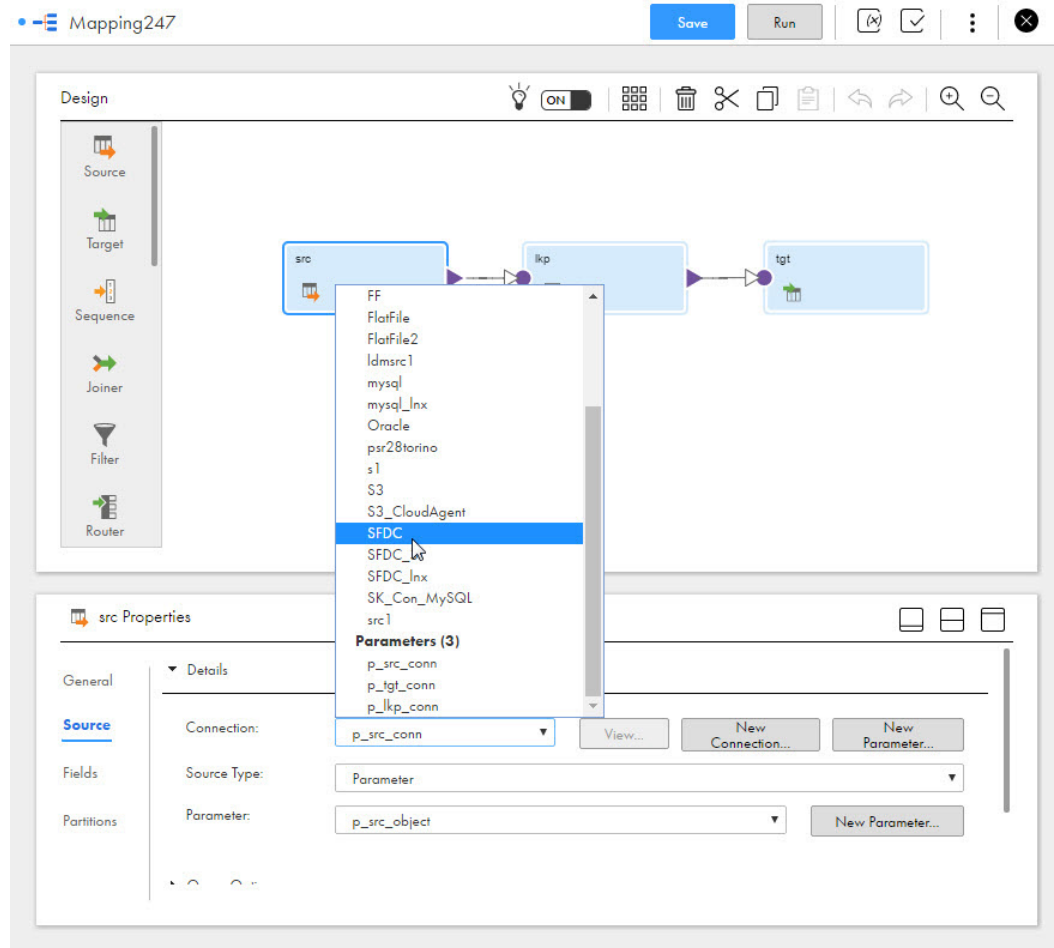 Mapping247
Save
Run
(x)
Design
ON
Source
Target
Sequence
Joiner
Filter
Router
src
lkp
tgt
FF
FlatFile
FlatFile2
ldmsrc1
mysql
mysql_lnx
Oracle
psr28torino
s1
S3
S3_CloudAgent
SFDC
SFDC_
SFDC_lnx
SK_Con_MySQL
src1
Parameters (3)
p_src_conn
p_tgt_conn
p_lkp_conn
src Properties
General
Source
Fields
Partitions
Details
Connection:
p_src_conn
View...
New
Connection...
New
Parameter...
Source Type:
Parameter
Parameter:
p_src_object
New Parameter...